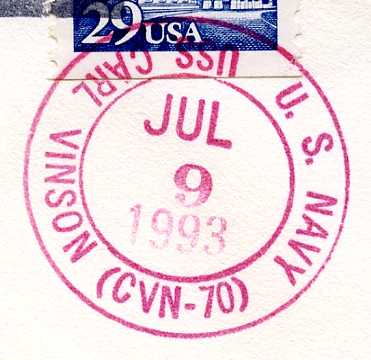 29 USA
USS CARL VINSON (CVN-70)
U. S. NAVY
JUL
9
1993